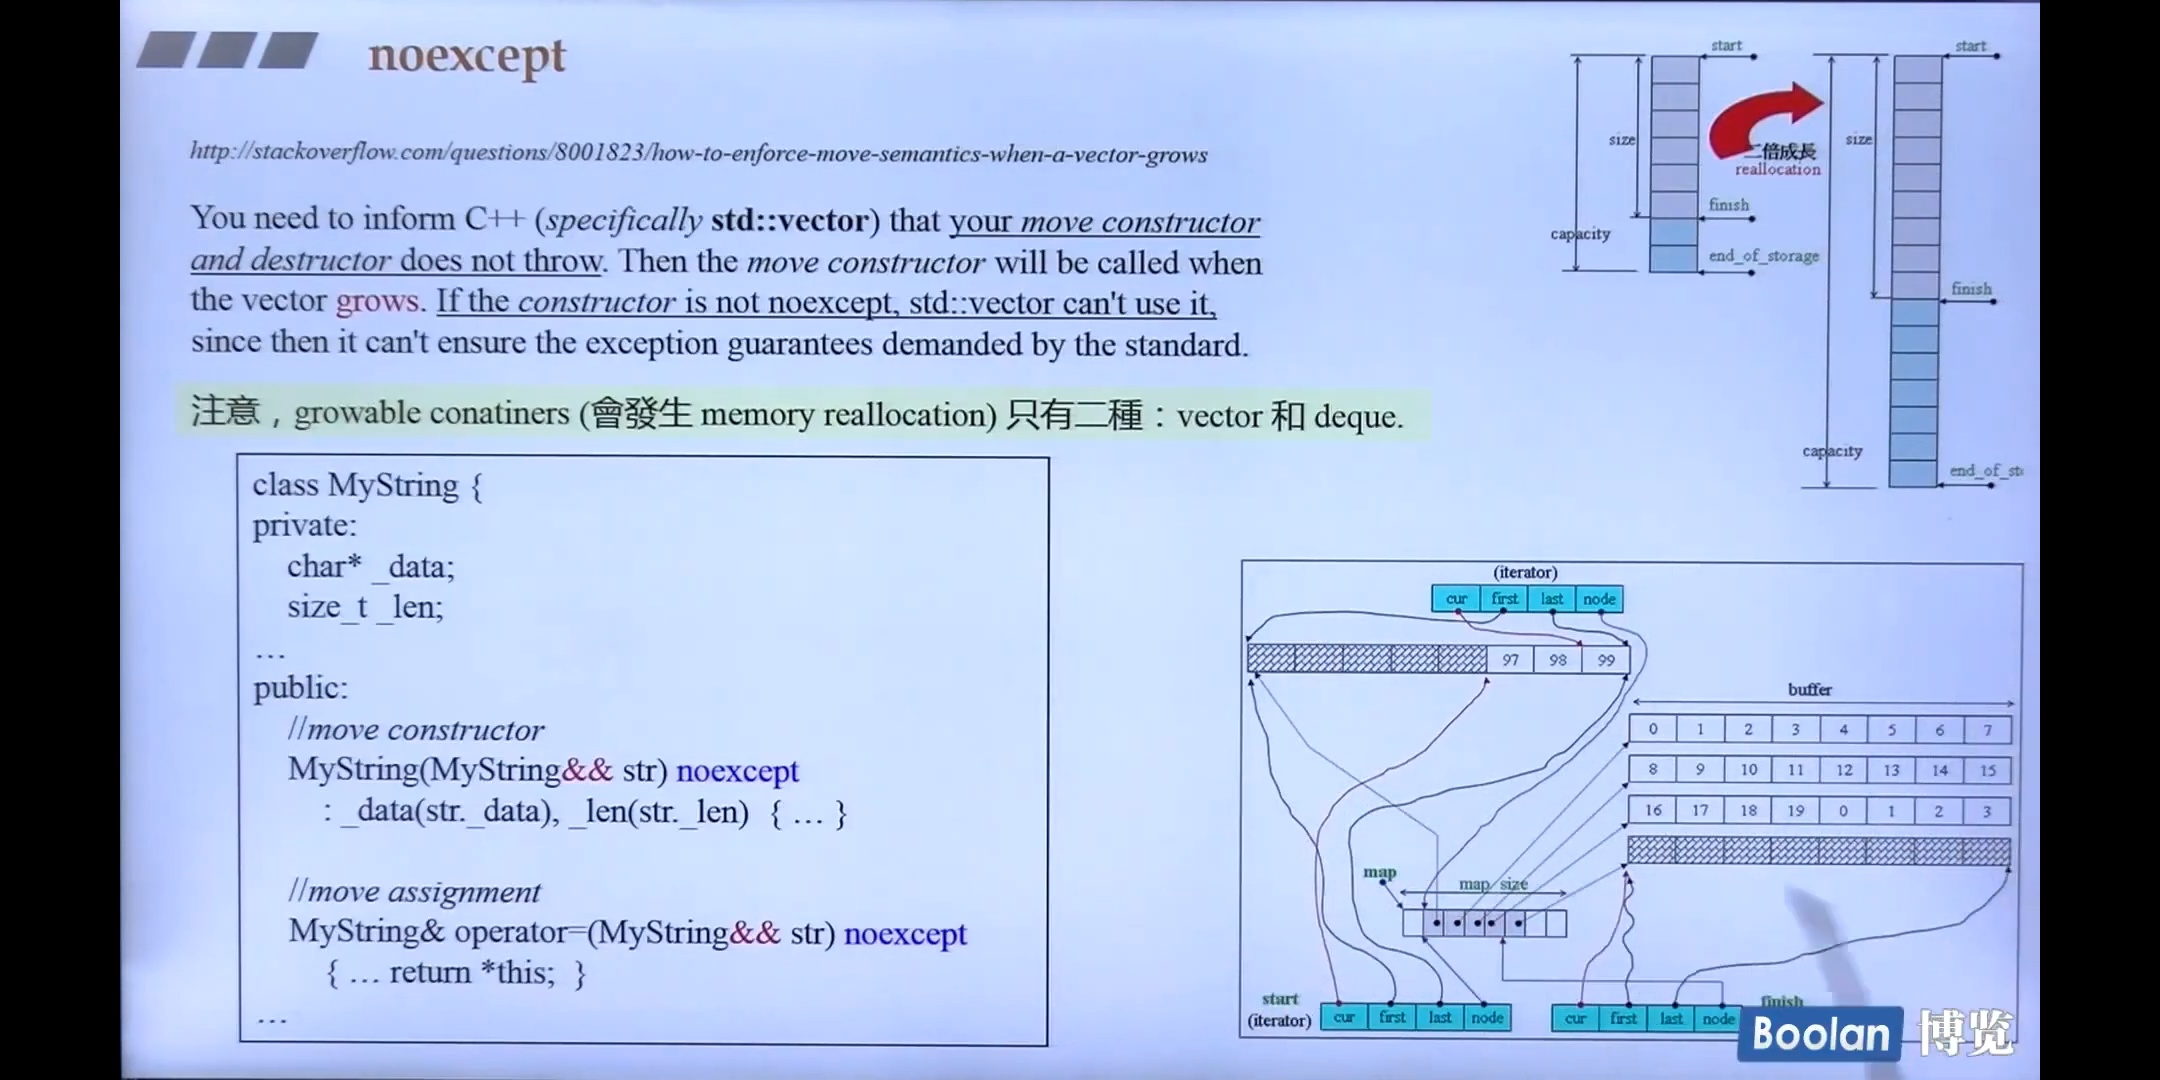 noexcept
http://stackoverflow.com/questions/8001823/how-to-enforce-move-semantics-when-a-vector-grows
You need to inform C++ (specifically std::vector) that your move constructor
and destructor does not throw. Then the move constructor will be called when
the vector grows. If the constructor is not noexcept, std::vector can't use it,
since then it can't ensure the exception guarantees demanded by the standard.
注意，growable conatiners (會發生 memory reallocation) 只有二種：vector 和 deque.
class MyString {
private:
char* _data;
size_t _len;
...
public:
//move constructor
MyString(MyString&& str) noexcept
: _data(str._data), _len(str._len) { ... }
//move assignment
MyString& operator=(MyString&& str) noexcept
{ ... return *this; }
...
start
size
finish
capacity
end_of_storage
二倍成長
reallocation
start
size
finish
capacity
end_of_st
(iterator)
cur first last node
97 98 99
buffer
0 1 2 3 4 5 6 7
8 9 10 11 12 13 14 15
16 17 18 19 0 1 2 3
map
map_size
start
(iterator)
cur first last node
cur first last node
finish
Boolan 博览